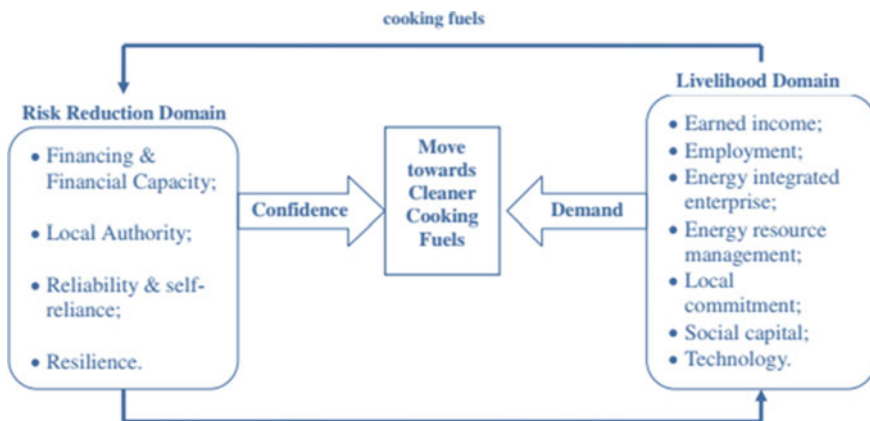 cooking fuels
Risk Reduction Domain
• Financing &
Financial Capacity;
• Local Authority;
• Reliability & self-
reliance;
• Resilience.
Confidence
Move
towards
Cleaner
Cooking
Fuels
Demand
Livelihood Domain
• Earned income;
• Employment;
• Energy integrated
enterprise;
• Energy resource
management;
• Local
commitment;
• Social capital;
• Technology.